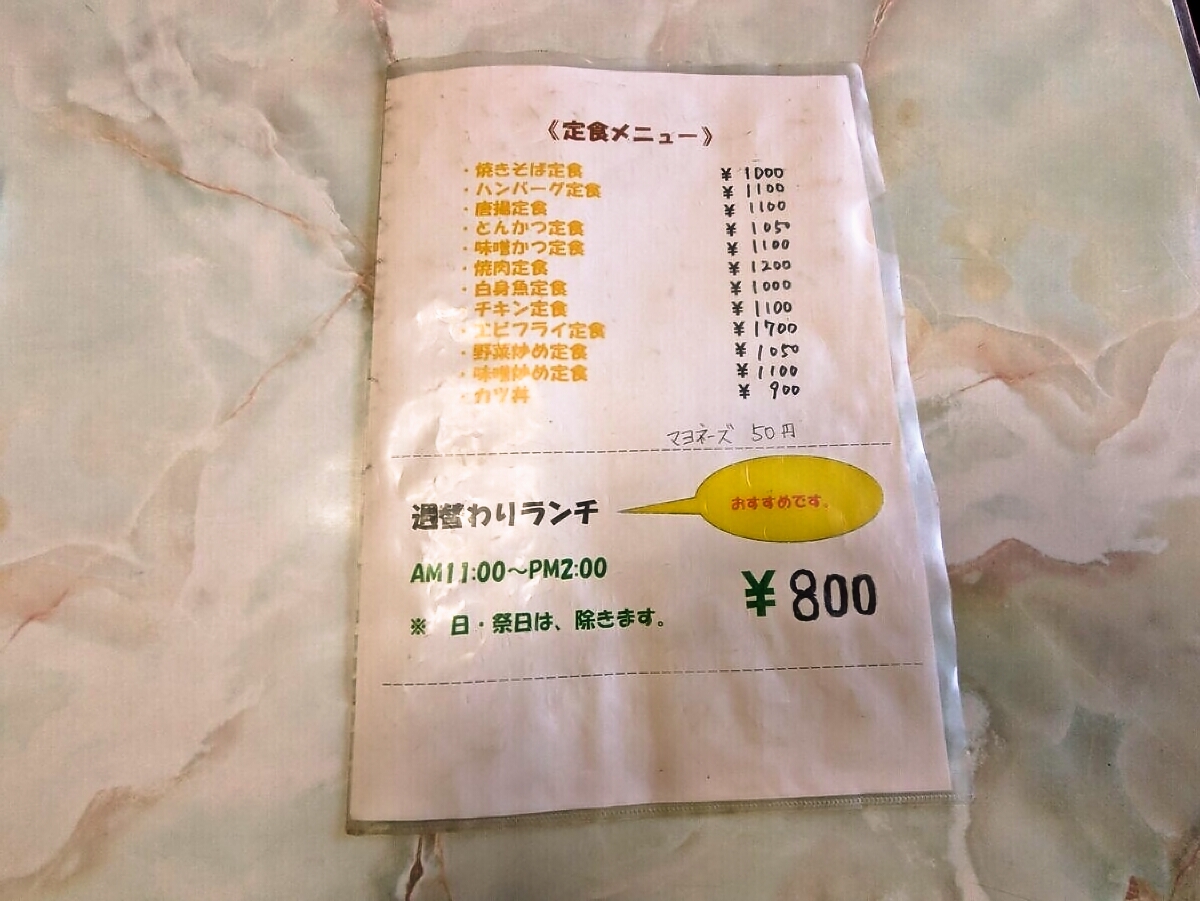 《定食メニュー》
・焼きそば定食 ¥1000
・ハンバーグ定食 ¥1100
・唐揚定食 ¥1100
・とんかつ定食 ¥1050
・味噌かつ定食 ¥1100
・焼肉定食 ¥1200
・白身魚定食 ¥1000
・チキン定食 ¥1100
・エビフライ定食 ¥1700
・野菜炒め定食 ¥1050
・味噌炒め定食 ¥1100
・カツ丼 ¥900
マヨネーズ 50円
週替わりランチ
おすすめです。
AM11:00～PM2:00
¥800
※ 日・祭日は、除きます。